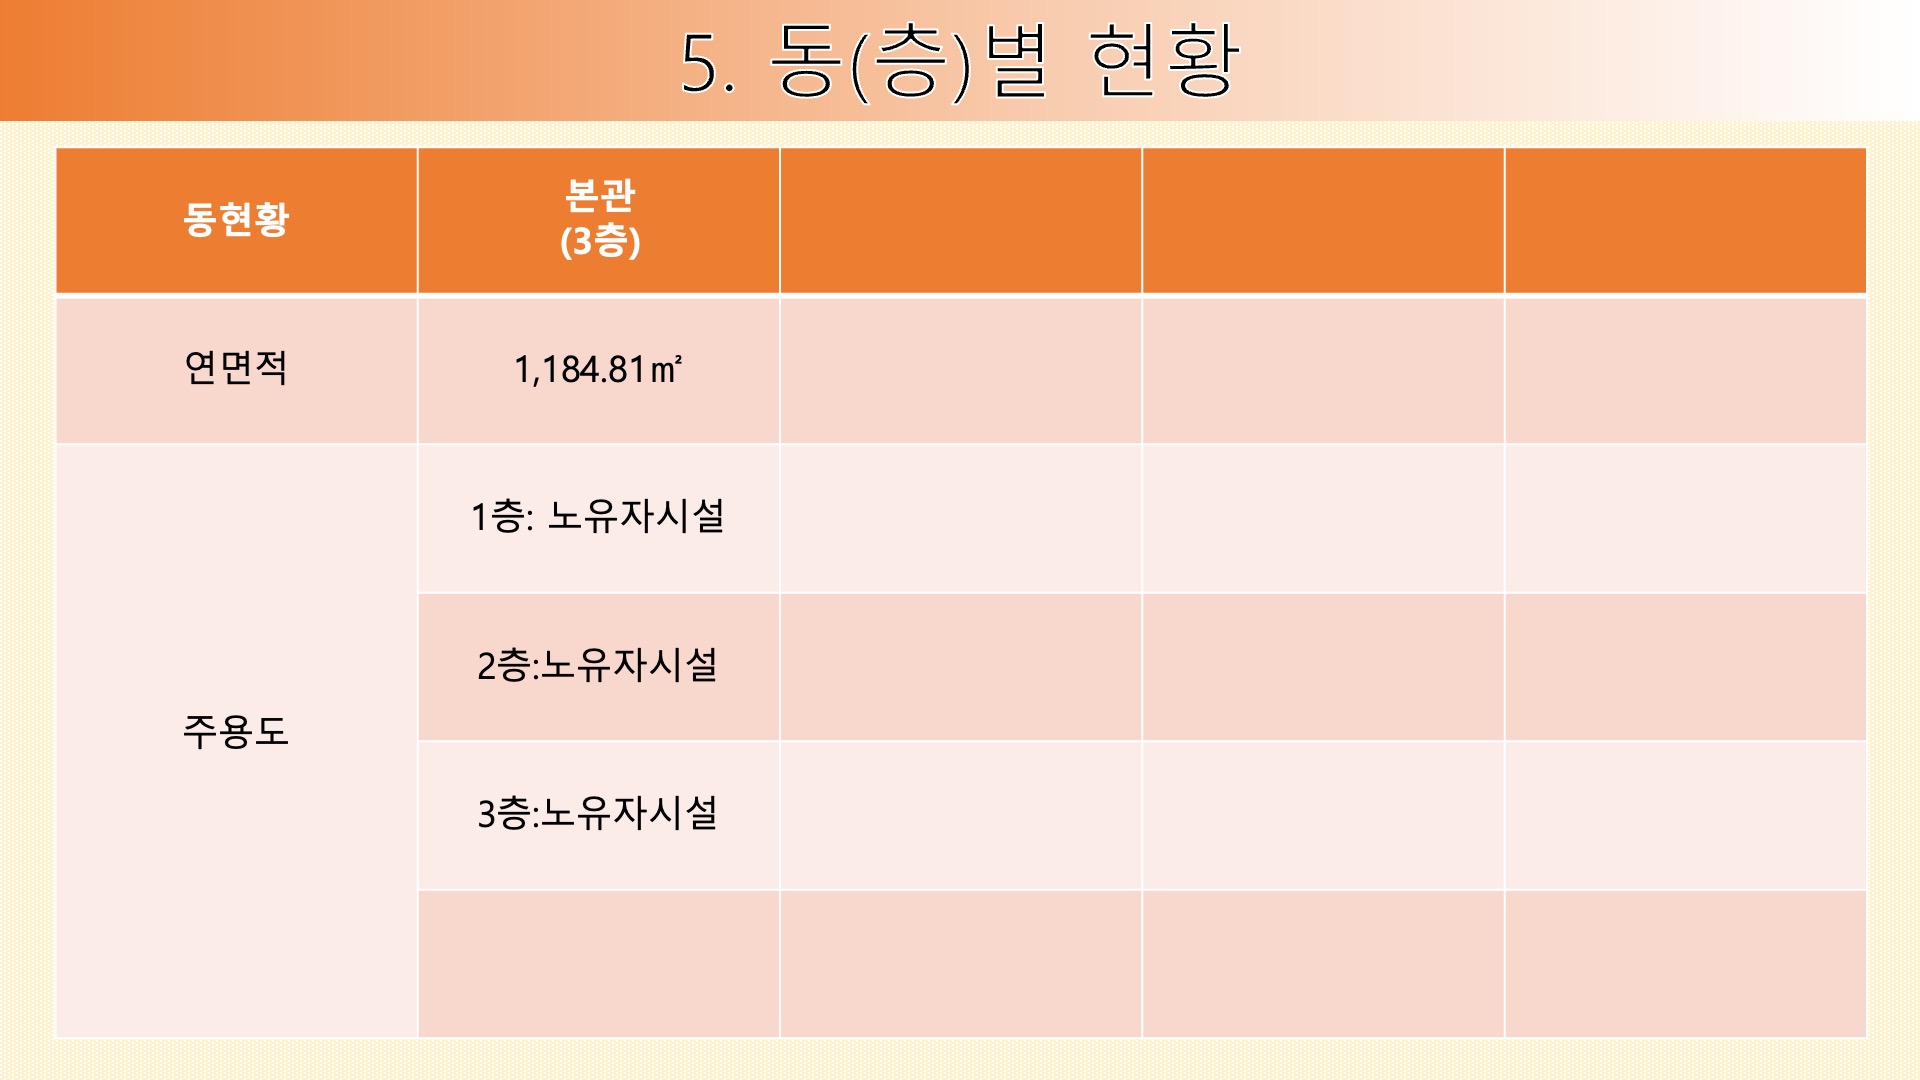 5. 동(층)별 현황
동현황
본관
(3층)
연면적
1,184.81㎡
주용도
1층: 노유자시설
2층:노유자시설
3층:노유자시설